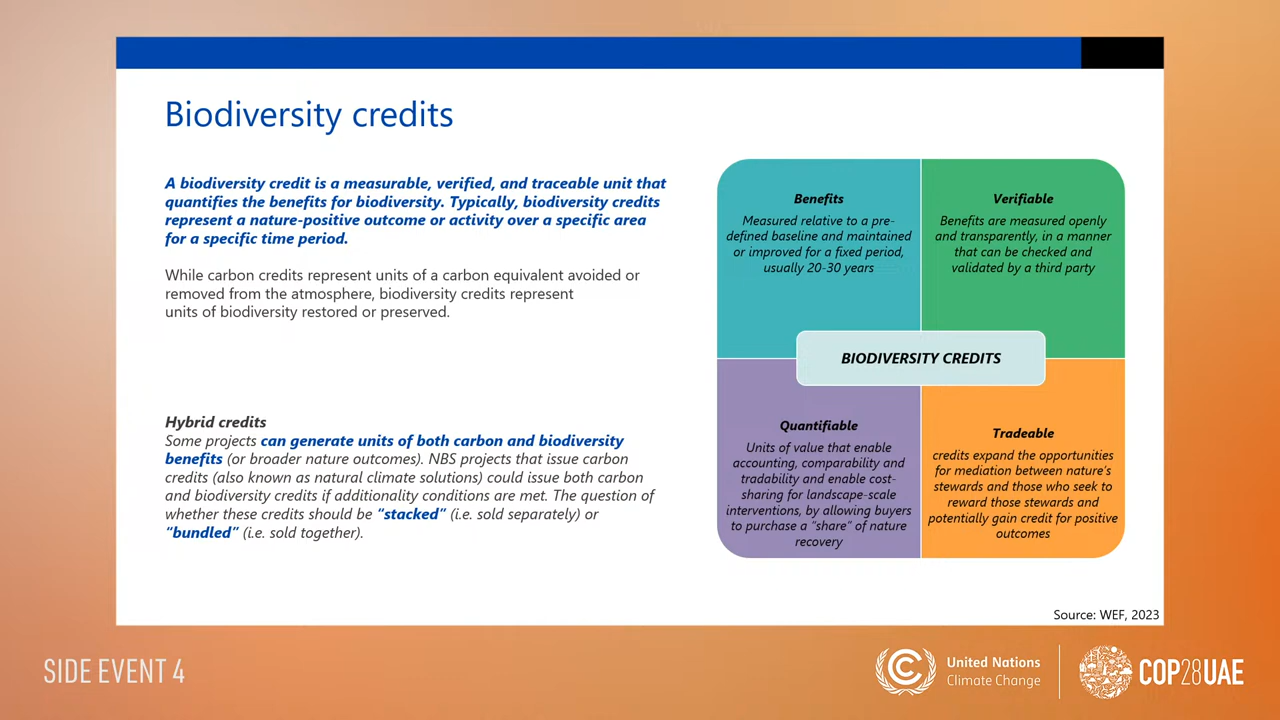 Biodiversity credits
A biodiversity credit is a measurable, verified, and traceable unit that
quantifies the benefits for biodiversity. Typically, biodiversity credits
represent a nature-positive outcome or activity over a specific area
for a specific time period.
While carbon credits represent units of a carbon equivalent avoided or
removed from the atmosphere, biodiversity credits represent
units of biodiversity restored or preserved.
Hybrid credits
Some projects can generate units of both carbon and biodiversity
benefits (or broader nature outcomes). NBS projects that issue carbon
credits (also known as natural climate solutions) could issue both carbon
and biodiversity credits if additionality conditions are met. The question of
whether these credits should be “stacked” (i.e. sold separately) or
“bundled” (i.e. sold together).
Benefits
Measured relative to a pre-
defined baseline and maintained
or improved for a fixed period,
usually 20-30 years
Verifiable
Benefits are measured openly
and transparently, in a manner
that can be checked and
validated by a third party
BIODIVERSITY CREDITS
Quantifiable
Units of value that enable
accounting, comparability and
tradability and enable cost-
sharing for landscape-scale
interventions, by allowing buyers
to purchase a “share” of nature
recovery
Tradeable
credits expand the opportunities
for mediation between nature’s
stewards and those who seek to
reward those stewards and
potentially gain credit for positive
outcomes
Source: WEF, 2023
SIDE EVENT 4
United Nations
Climate Change
COP28UAE